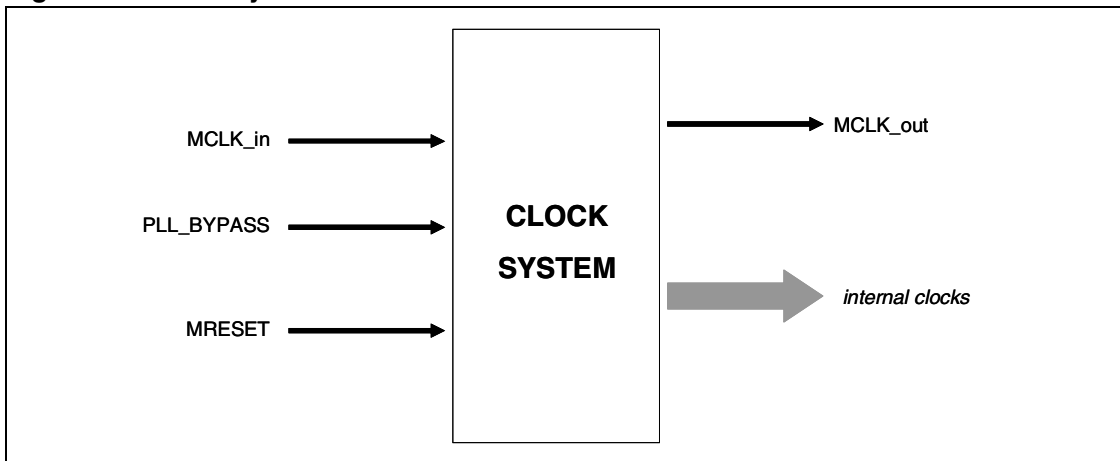 MCLK_in
PLL_BYPASS
MRESET
CLOCK
SYSTEM
MCLK_out
internal clocks